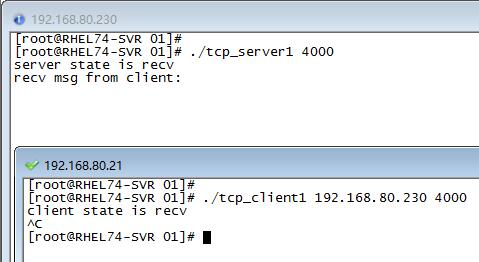 192.168.80.230
[root@RHEL74-SVR 01]#
[root@RHEL74-SVR 01]# ./tcp_server1 4000
server state is recv
recv msg from client:
192.168.80.21
[root@RHEL74-SVR 01]#
[root@RHEL74-SVR 01]# ./tcp_client1 192.168.80.230 4000
client state is recv
^C
[root@RHEL74-SVR 01]#